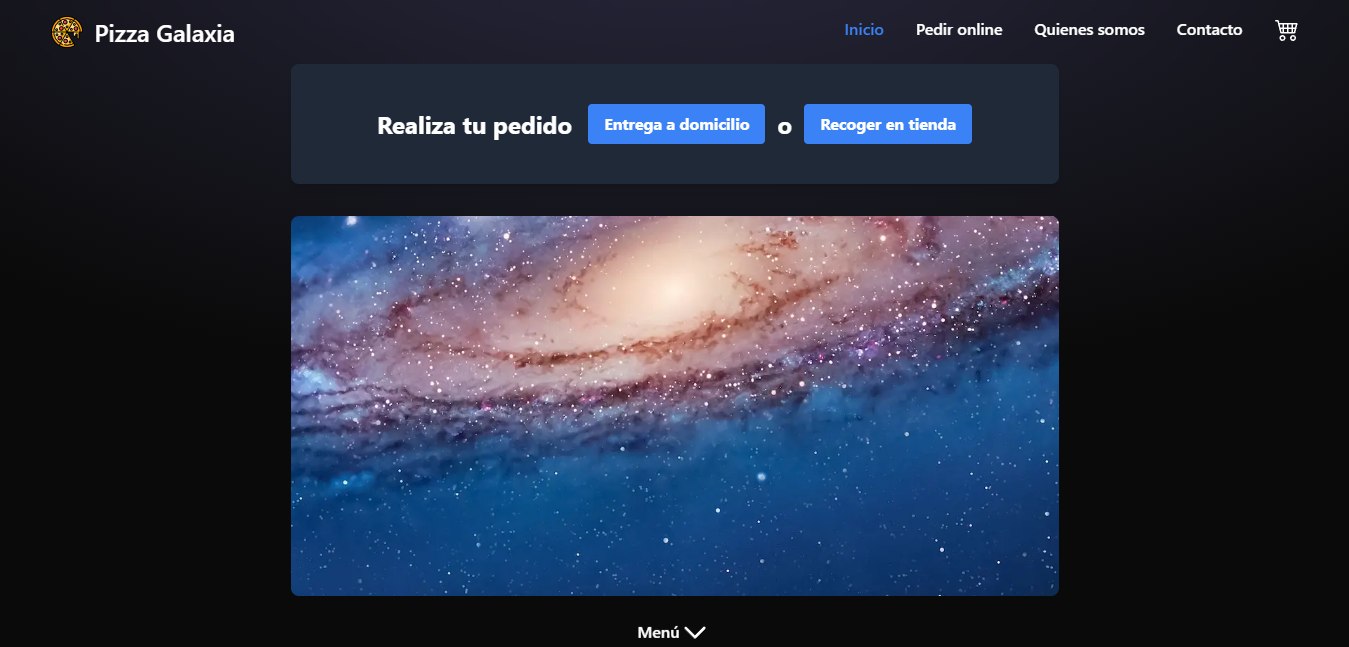 Pizza Galaxia
Inicio Pedir online Quienes somos Contacto
Realiza tu pedido Entrega a domicilio o Recoger en tienda
Menú